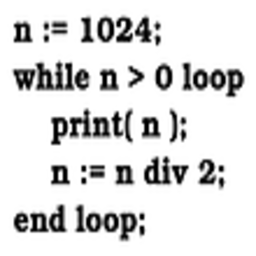 n := 1024;
while n > 0 loop
print( n );
n := n div 2;
end loop;